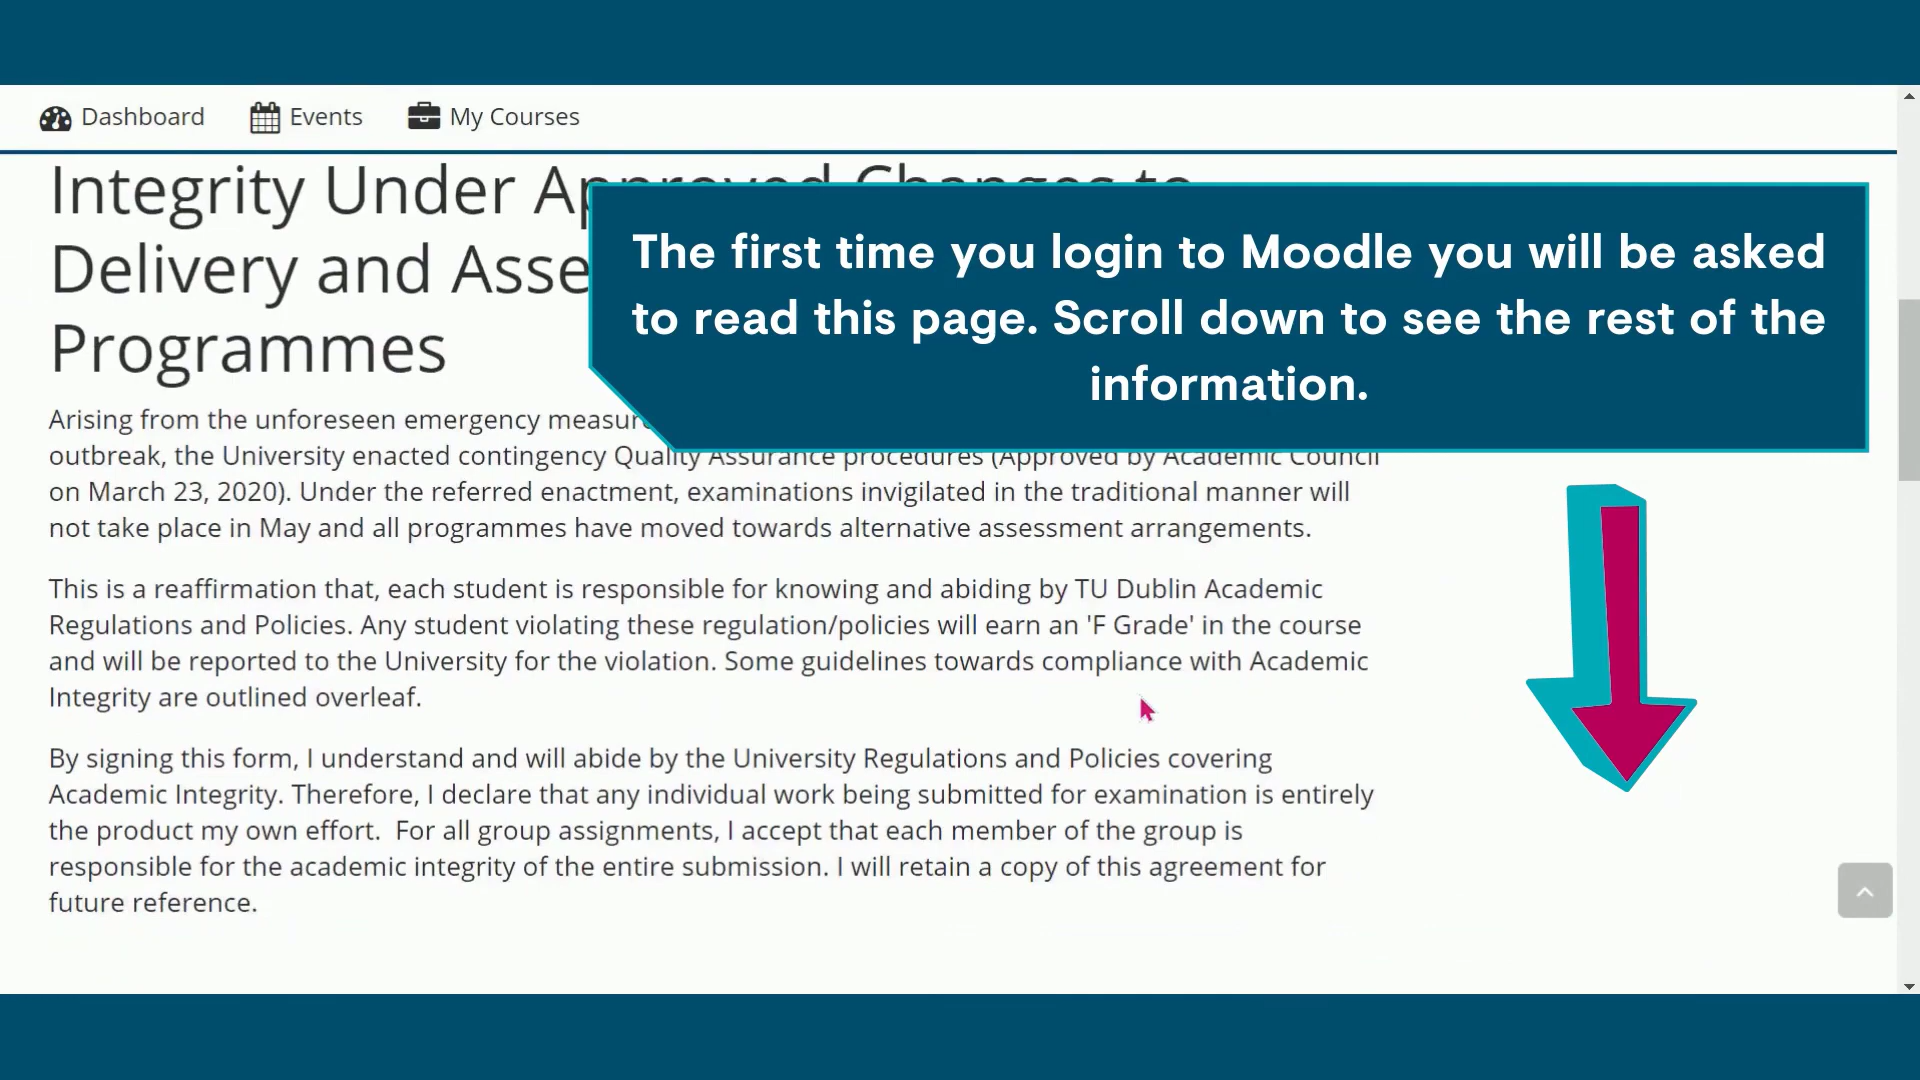 Dashboard Events My Courses
Integrity Under Approved Changes to
Delivery and Asse
Programmes
The first time you login to Moodle you will be asked
to read this page. Scroll down to see the rest of the
information.
Arising from the unforeseen emergency measur
outbreak, the University enacted contingency Quality Assurance procedures (Approved by Academic Council
on March 23, 2020). Under the referred enactment, examinations invigilated in the traditional manner will
not take place in May and all programmes have moved towards alternative assessment arrangements.
This is a reaffirmation that, each student is responsible for knowing and abiding by TU Dublin Academic
Regulations and Policies. Any student violating these regulation/policies will earn an 'F Grade' in the course
and will be reported to the University for the violation. Some guidelines towards compliance with Academic
Integrity are outlined overleaf.
By signing this form, I understand and will abide by the University Regulations and Policies covering
Academic Integrity. Therefore, I declare that any individual work being submitted for examination is entirely
the product my own effort.  For all group assignments, I accept that each member of the group is
responsible for the academic integrity of the entire submission. I will retain a copy of this agreement for
future reference.